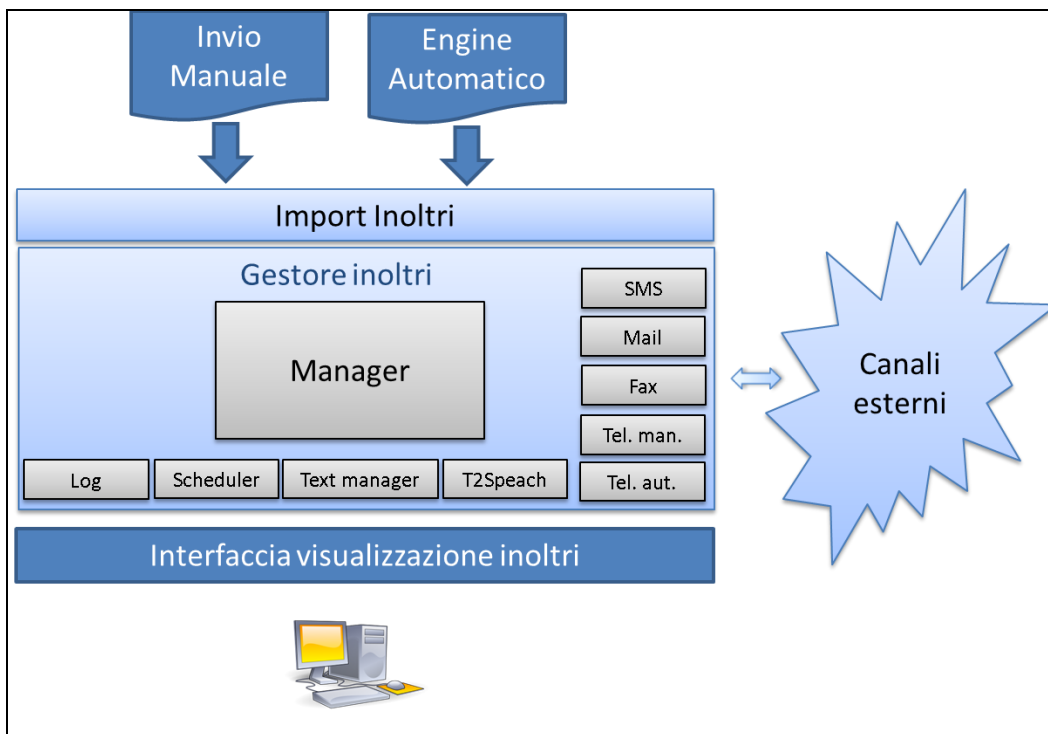 Invio
Manuale
Engine
Automatico
Import Inoltri
Gestore inoltri
Manager
SMS
Mail
Fax
Tel. man.
Tel. aut.
Log
Scheduler
Text manager
T2Speach
Canali
esterni
Interfaccia visualizzazione inoltri